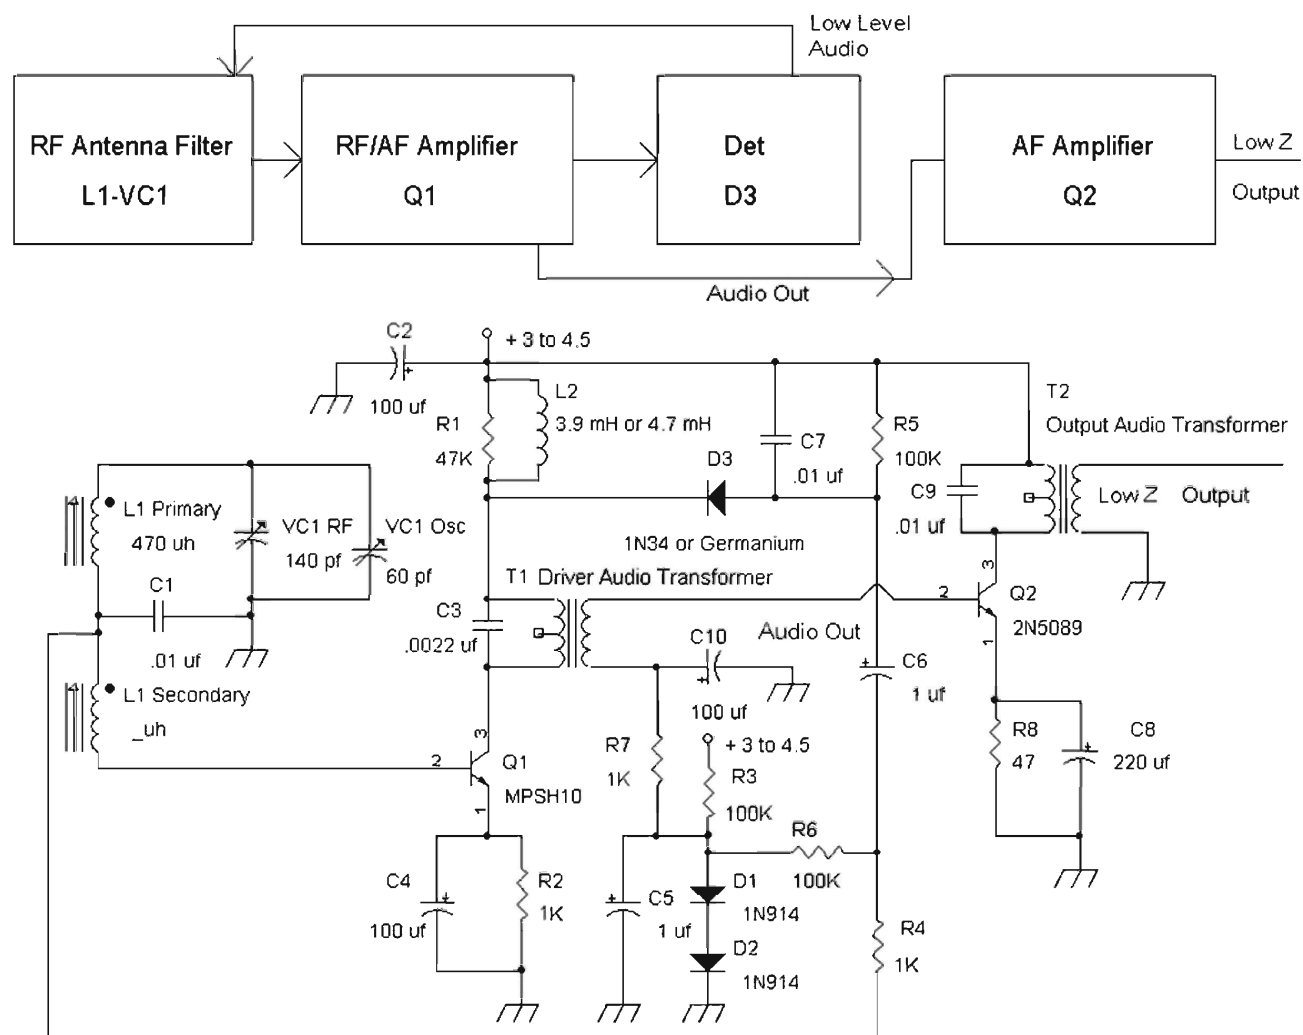 Low Level
Audio
RF Antenna Filter
L1-VC1
RF/AF Amplifier
Q1
Det
D3
AF Amplifier
Q2
Low Z
Output
Audio Out
C2
+ 3 to 4.5
100 uf
L2
3.9 mH or 4.7 mH
R1
47K
C7
.01 uf
R5
100K
T2
Output Audio Transformer
D3
1N34 or Germanium
C9
.01 uf
Low Z Output
L1 Primary
470 uh
VC1 RF
140 pf
VC1 Osc
60 pf
C1
.01 uf
T1 Driver Audio Transformer
C3
.0022 uf
Audio Out
C10
100 uf
C6
1 uf
2
3
1
Q2
2N5089
L1 Secondary
_uh
2
3
1
Q1
MPSH10
R7
1K
+ 3 to 4.5
R3
100K
R8
47
C8
220 uf
R6
100K
C4
100 uf
R2
1K
C5
1 uf
D1
1N914
D2
1N914
R4
1K